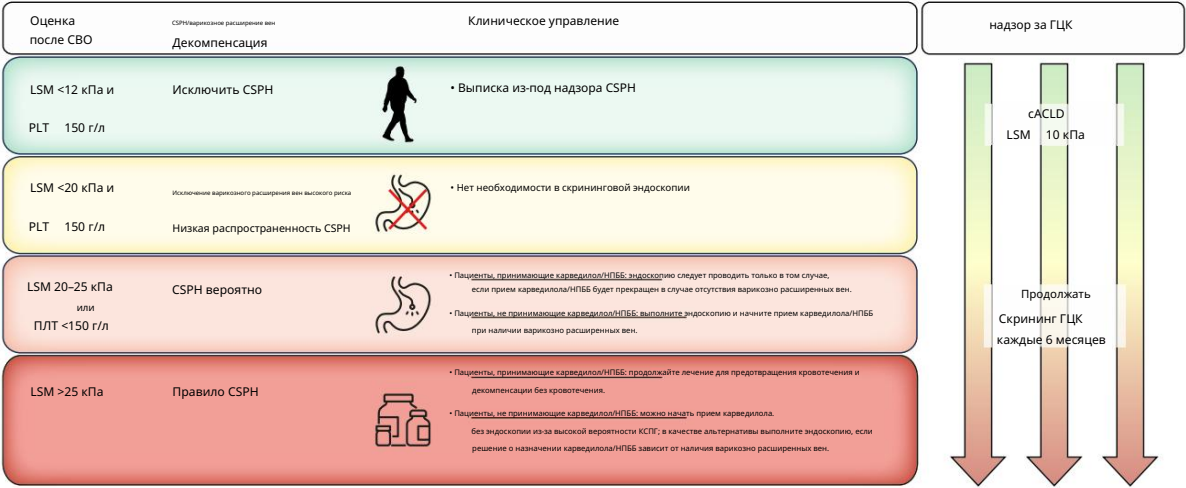 Оценка
после СВО
CSPH/варикозное расширение вен
Декомпенсация
Клиническое управление
надзор за ГЦК
LSM <12 кПа и
PLT 150 г/л
Исключить CSPH
• Выписка из-под надзора CSPH
LSM <20 кПа и
PLT 150 г/л
Исключение варикозного расширения вен высокого риска
Низкая распространенность CSPH
• Нет необходимости в скрининговой эндоскопии
LSM 20–25 кПа
или
ПЛТ <150 г/л
CSPH вероятно
• Пациенты, принимающие карведилол/НПББ: эндоскопию следует проводить только в том случае,
если прием карведилола/НПББ будет прекращен в случае отсутствия варикозно расширенных вен.
• Пациенты, не принимающие карведилол/НПББ: выполните эндоскопию и начните прием карведилола/НПББ
при наличии варикозно расширенных вен.
LSM >25 кПа
Правило CSPH
• Пациенты, принимающие карведилол/НПББ: продолжайте лечение для предотвращения кровотечения и
декомпенсации без кровотечения.
• Пациенты, не принимающие карведилол/НПББ: можно начать прием карведилола.
без эндоскопии из-за высокой вероятности КСПГ; в качестве альтернативы выполните эндоскопию, если
решение о назначении карведилола/НПББ зависит от наличия варикозно расширенных вен.
cACLD
LSM 10 кПа
Продолжать
Скрининг ГЦК
каждые 6 месяцев